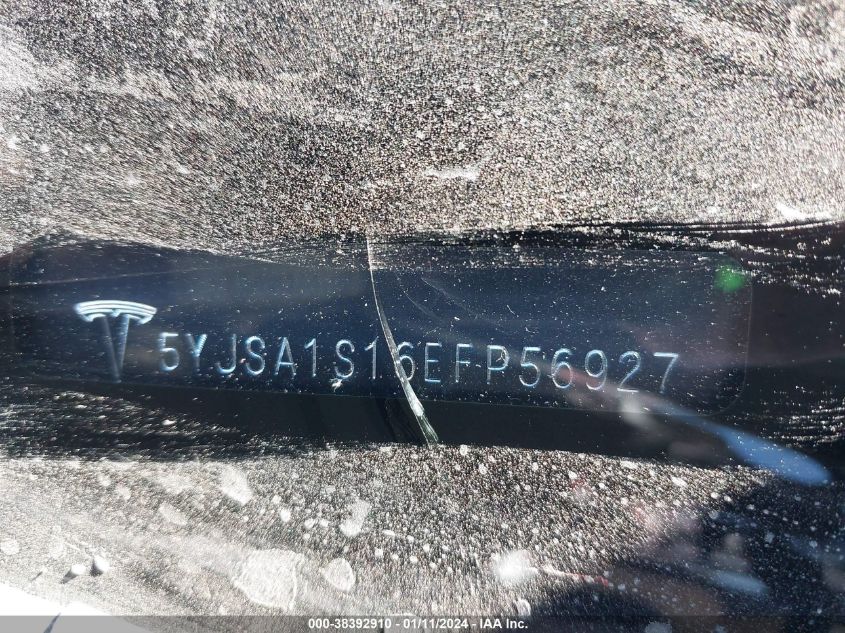 5YJSA1S16EFP56927
000-38392910 - 01/11/2024 - IAA Inc.